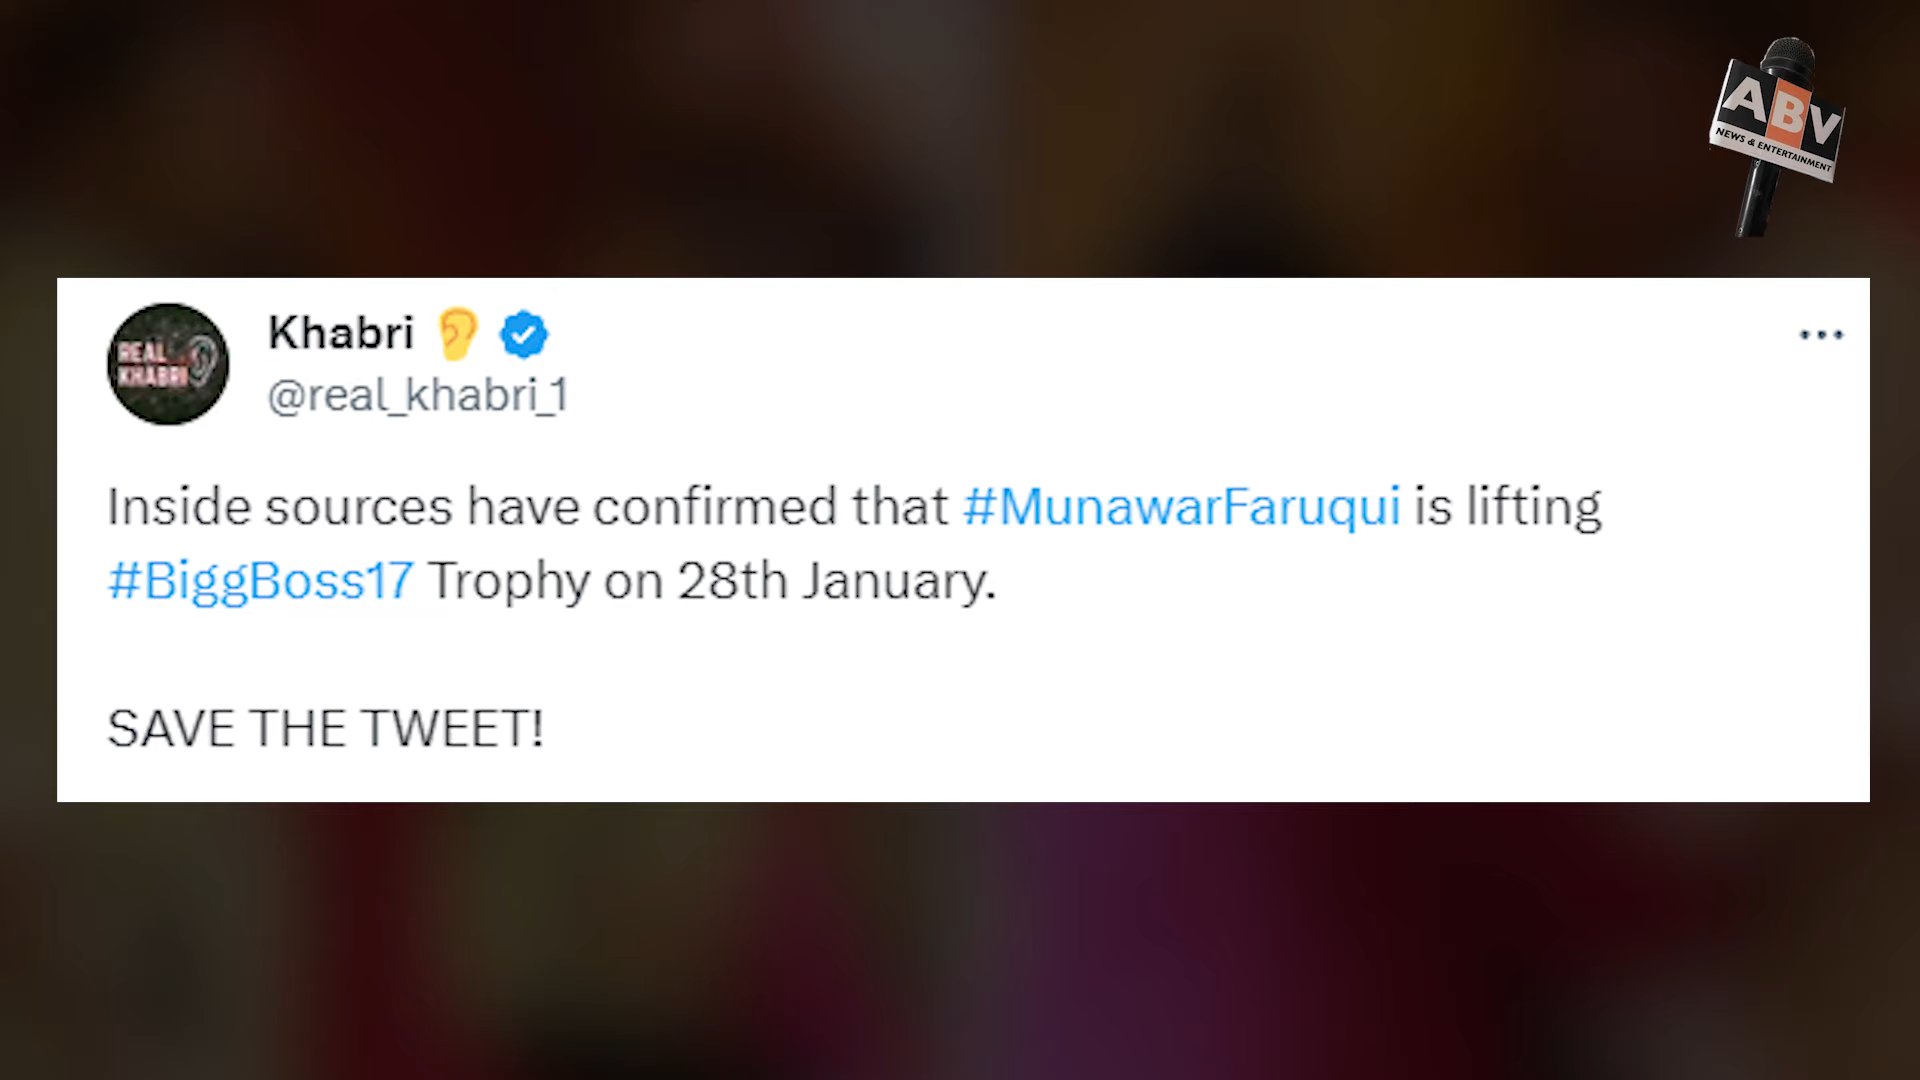 ABV
NEWS & ENTERTAINMENT
REAL
KHABRI
Khabri
@real_khabri_1
Inside sources have confirmed that #MunawarFaruqui is lifting
#BiggBoss17 Trophy on 28th January.
SAVE THE TWEET!